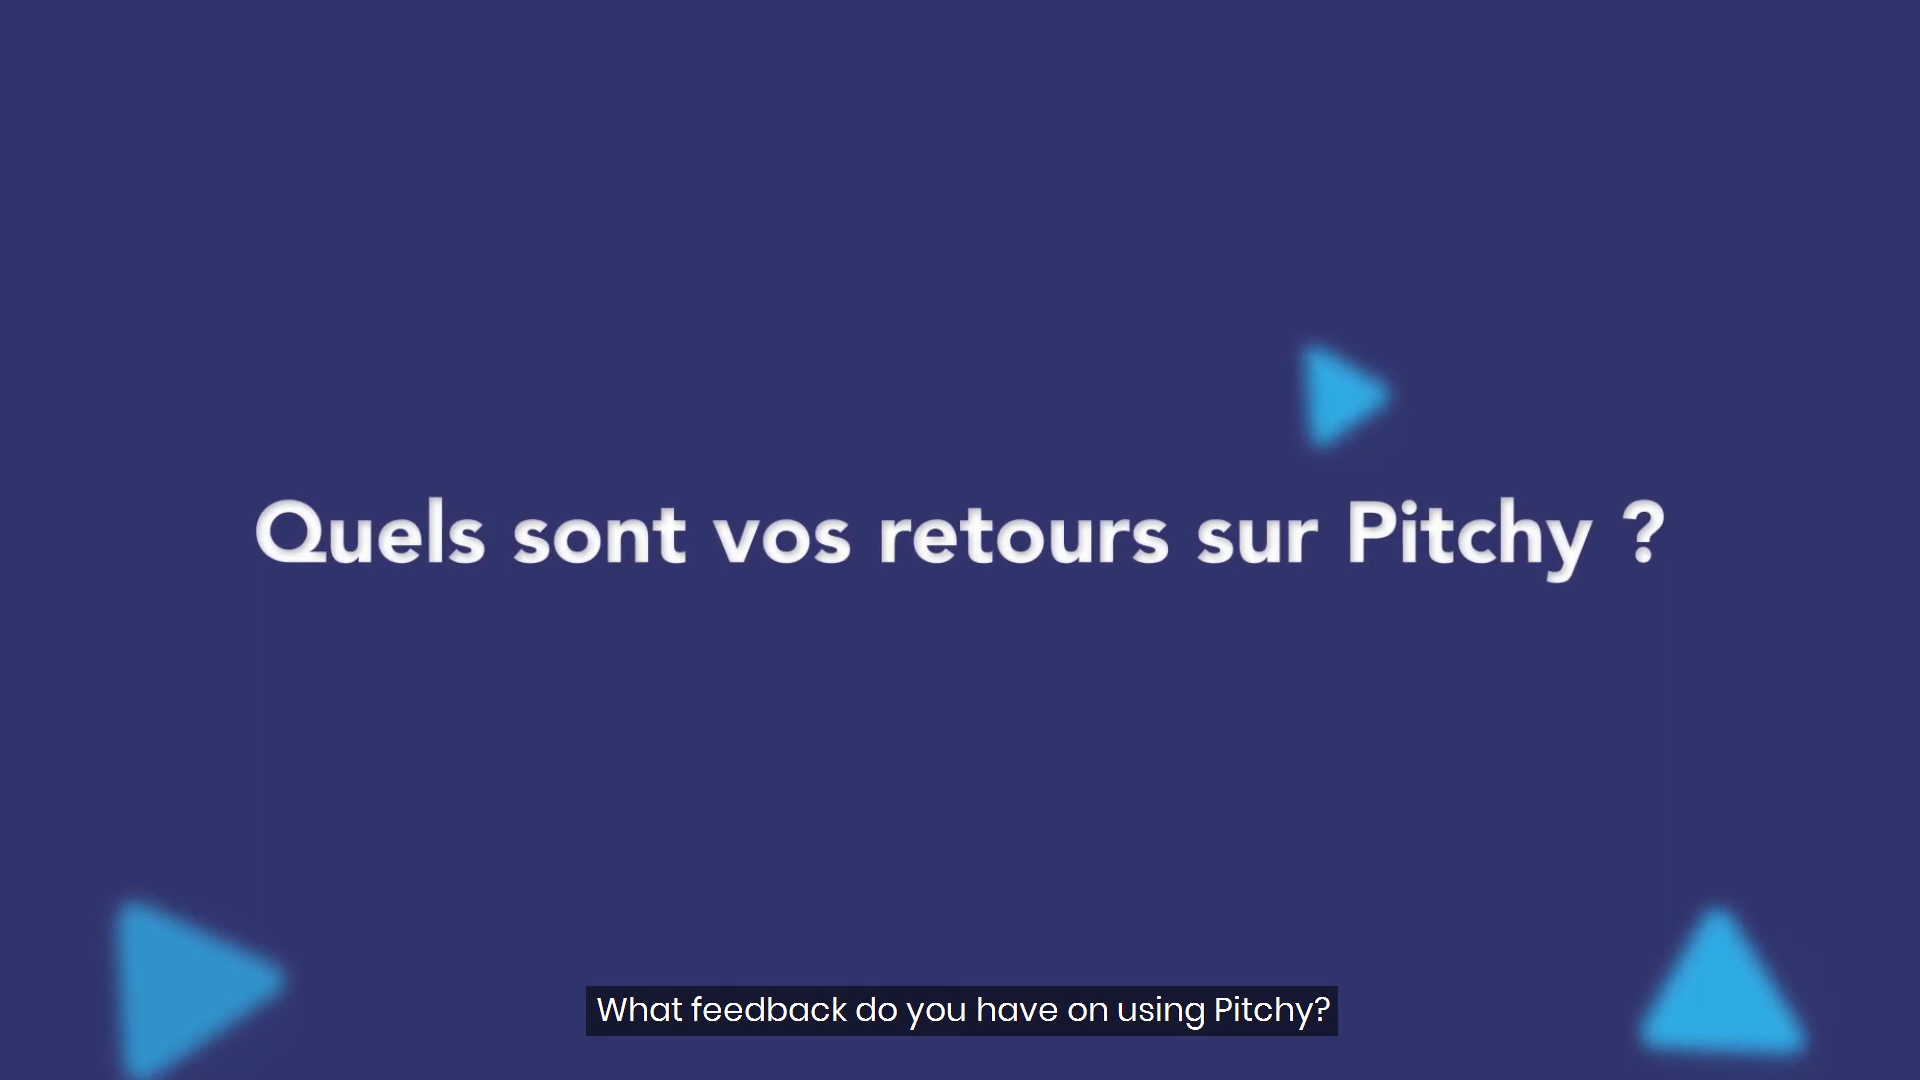 Quels sont vos retours sur Pitchy ?
What feedback do you have on using Pitchy?